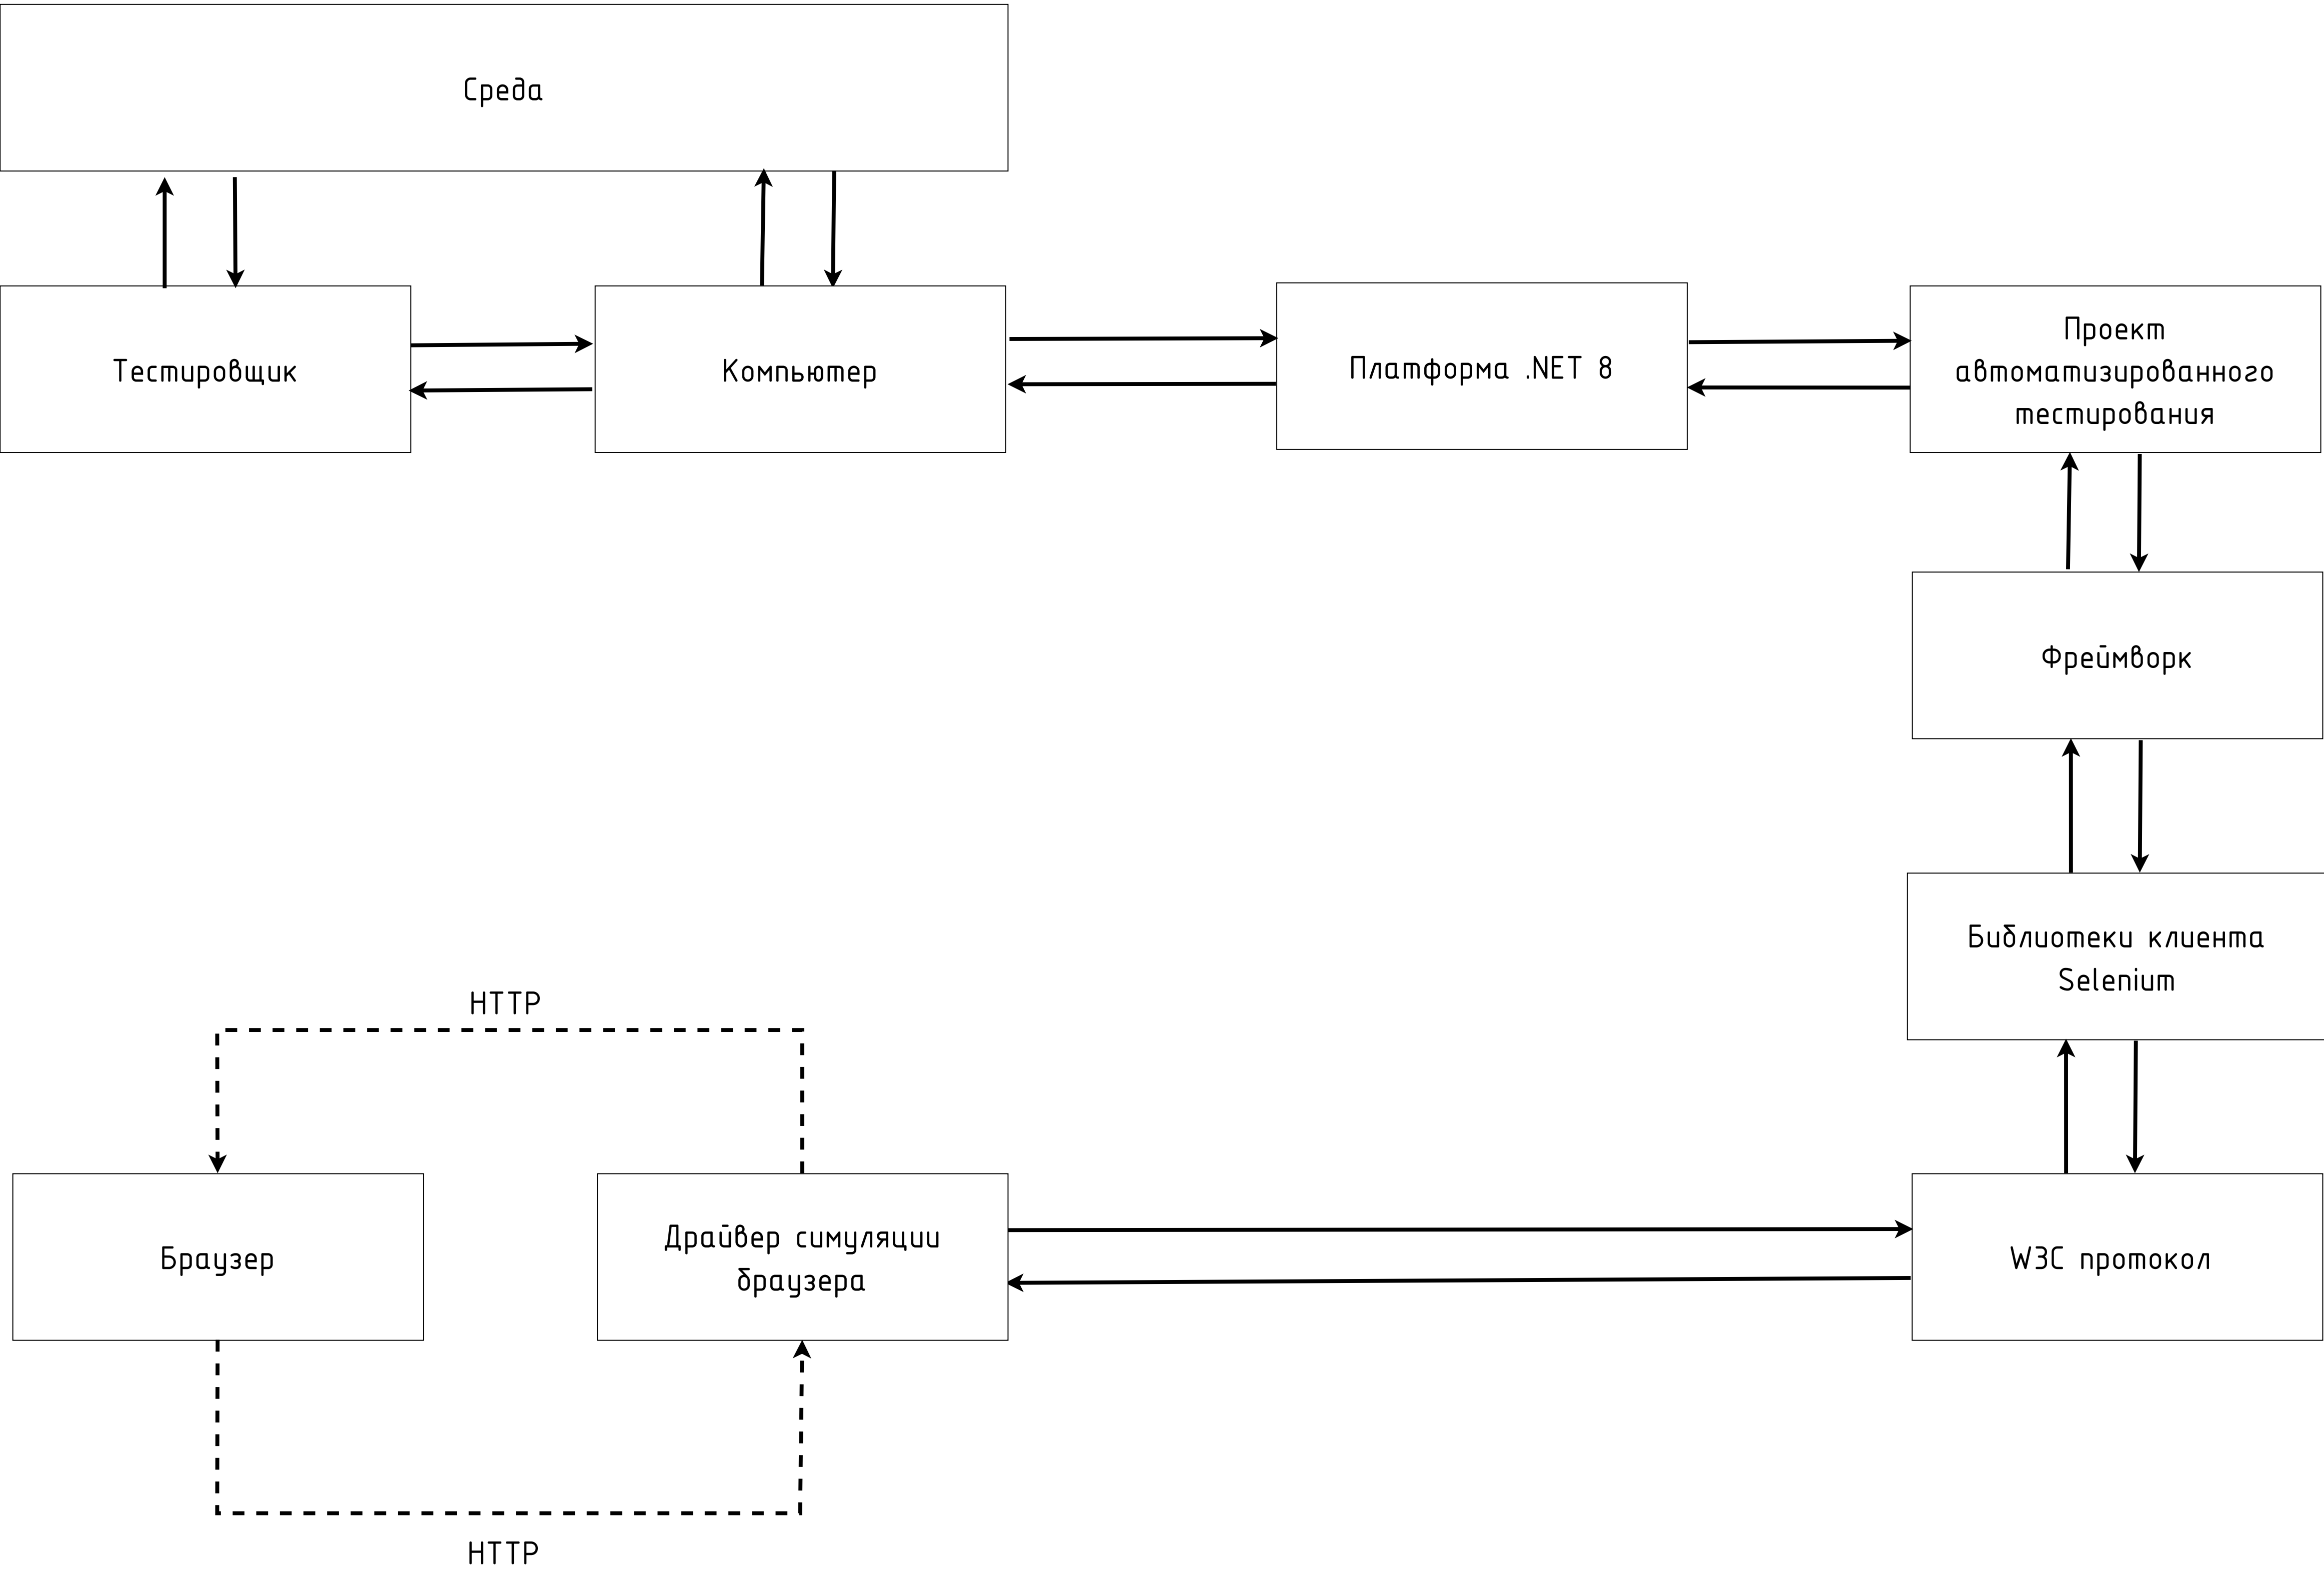 Среда
Тестировщик
Компьютер
Платформа .NET 8
Проект
автоматизированного
тестирования
Фреймворк
Библиотеки клиента
Selenium
HTTP
Браузер
Драйвер симуляции
браузера
W3C протокол
HTTP